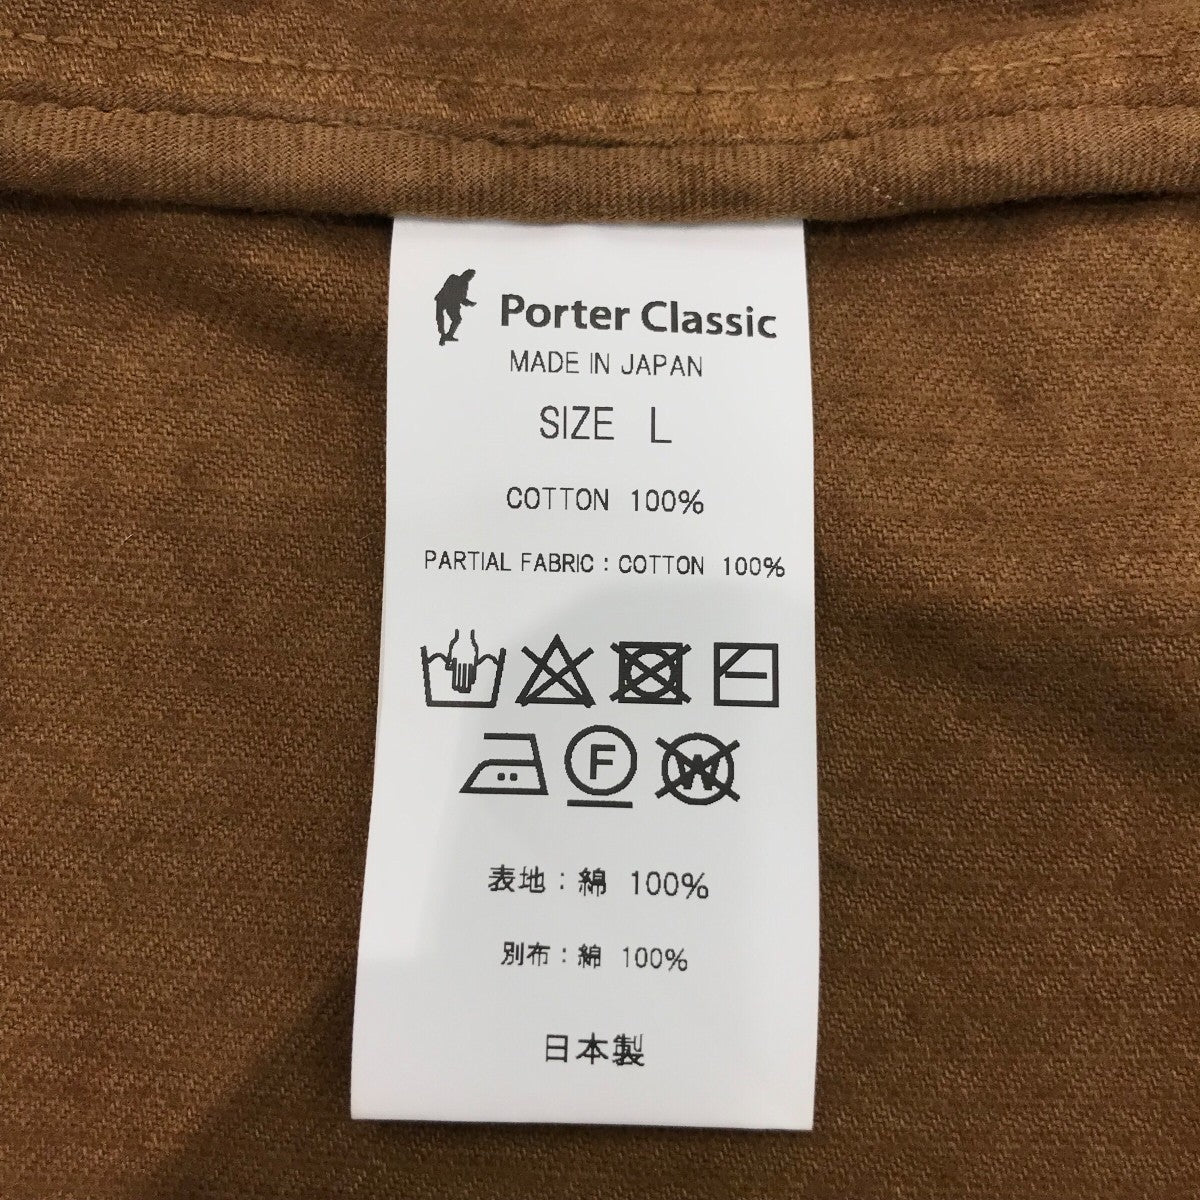 Porter Classic
MADE IN JAPAN
SIZE L
COTTON 100%
PARTIAL FABRIC : COTTON 100%
F W
表地 : 綿 100%
別布 : 綿 100%
日本製